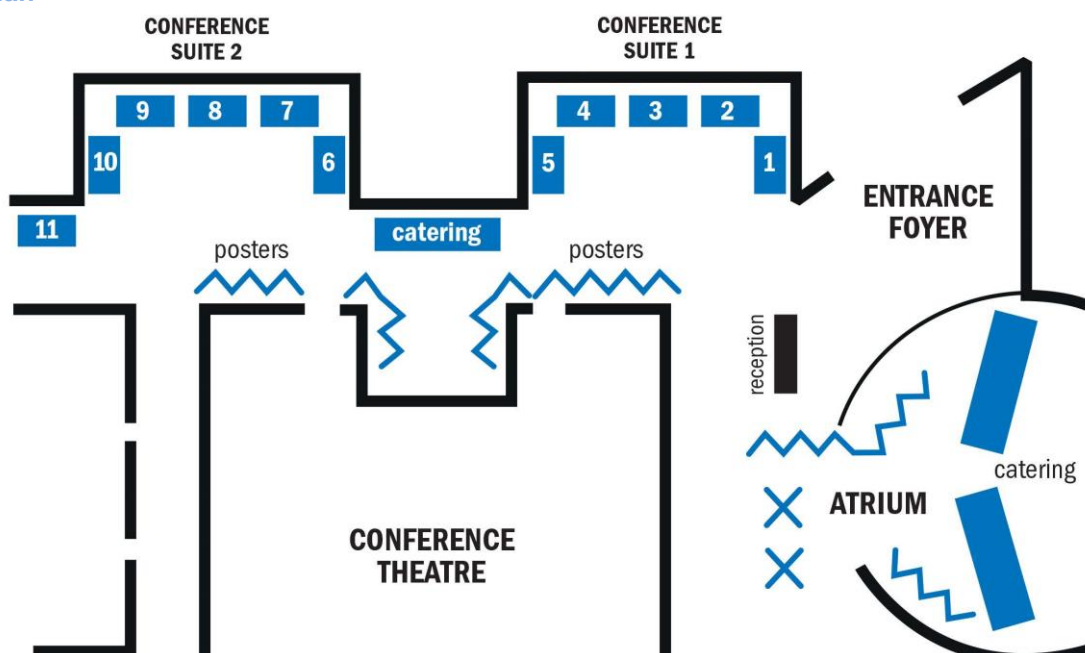 CONFERENCE
SUITE 2
CONFERENCE
SUITE 1
9
8
7
4
3
2
10
6
5
1
ENTRANCE
FOYER
11
catering
posters
posters
reception
catering
ATRIUM
CONFERENCE
THEATRE